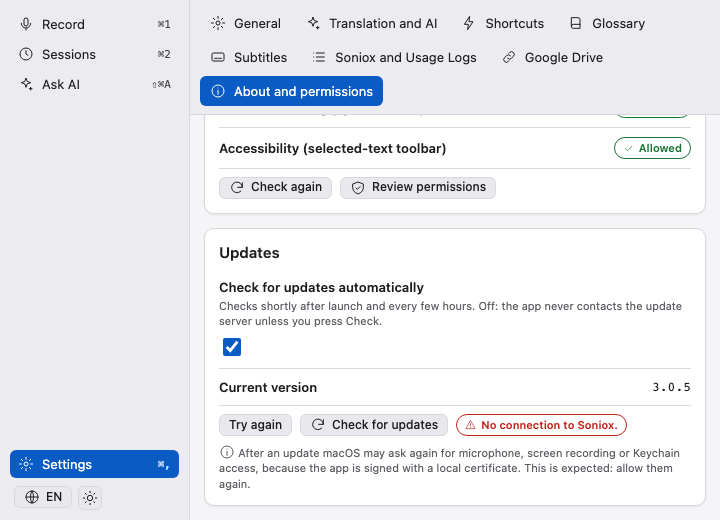 Record ⌘1
Sessions ⌘2
Ask AI ⇧⌘A
General Translation and AI Shortcuts Glossary
Subtitles Soniox and Usage Logs Google Drive
About and permissions
Accessibility (selected-text toolbar) Allowed
Check again Review permissions
Updates
Check for updates automatically
Checks shortly after launch and every few hours. Off: the app never contacts the update
server unless you press Check.
Current version 3.0.5
Try again Check for updates No connection to Soniox.
After an update macOS may ask again for microphone, screen recording or Keychain
access, because the app is signed with a local certificate. This is expected: allow them
again.
Settings ⌘,
EN